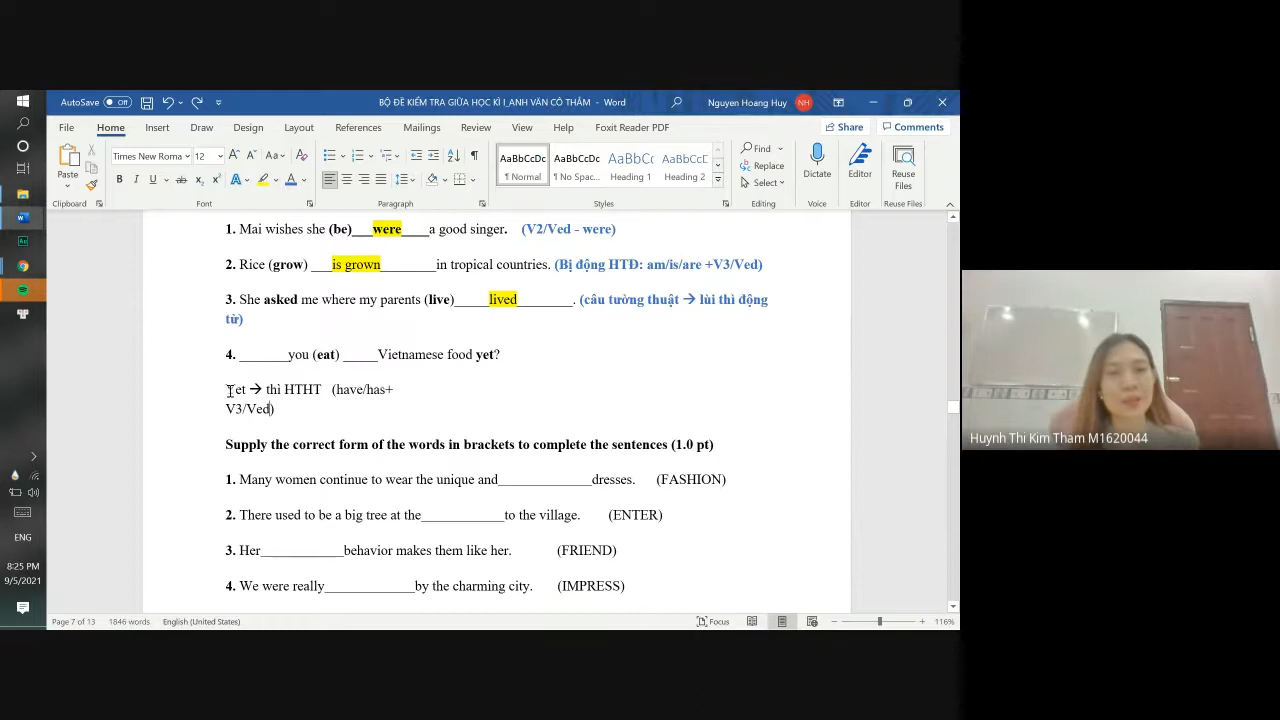 AutoSave Off
BỘ ĐỀ KIỂM TRA GIỮA HỌC KÌ I_ANH VĂN CÔ THẮM - Word
Nguyen Hoang Huy NH
File Home Insert Draw Design Layout References Mailings Review View Help Foxit Reader PDF
Share Comments
Times New Roma 12
Paste
AaBbCcDc AaBbCcDc AaBbC AaBbCcD
¶ Normal ¶ No Spac... Heading 1 Heading 2
Find
Replace
Select
Dictate
Editor
Reuse Files
Clipboard Font Paragraph Styles Editing Voice Editor Reuse Files
1. Mai wishes she (be)___were____a good singer. (V2/Ved - were)
2. Rice (grow) ___is grown________in tropical countries. (Bị động HTĐ: am/is/are +V3/Ved)
3. She asked me where my parents (live)_____lived________. (câu tường thuật → lùi thì động
từ)
4. _______you (eat) _____Vietnamese food yet?
Yet → thì HTHT (have/has+
V3/Ved)
Supply the correct form of the words in brackets to complete the sentences (1.0 pt)
1. Many women continue to wear the unique and_____________dresses. (FASHION)
2. There used to be a big tree at the____________to the village. (ENTER)
3. Her____________behavior makes them like her. (FRIEND)
4. We were really_____________by the charming city. (IMPRESS)
Page 7 of 13 1846 words English (United States)
Focus
116%
ENG
8:25 PM
9/5/2021
Huynh Thi Kim Tham M1620044